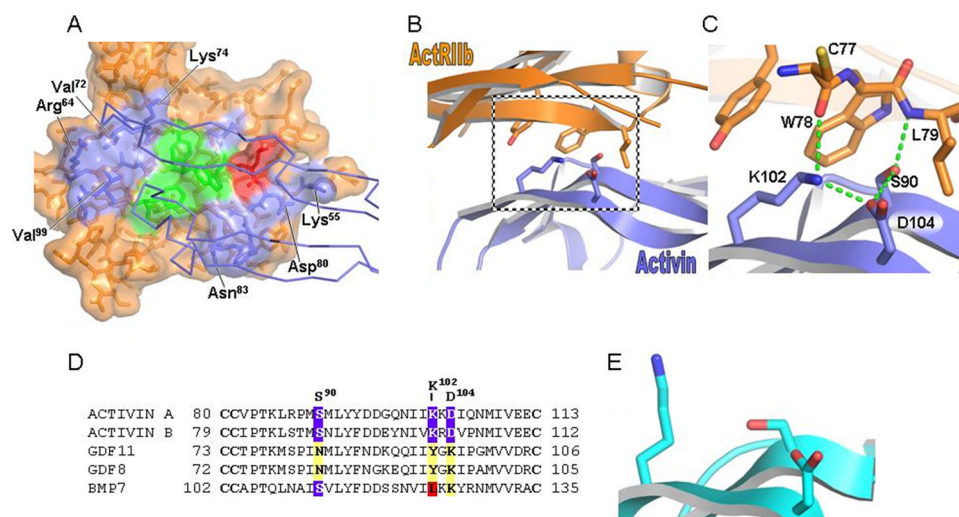 A
Lys74
Val72
Arg64
Val99
Lys55
Asp80
Asn83
B
ActRIIb
Activin
C
C77
W78
L79
K102
S90
D104
D
K
S90 I102 D104
ACTIVIN A 80 CCVPTKLRPMSMLYYDDGQNIIKKDIQNMIVEEC 113
ACTIVIN B 79 CCIPTKLSTMSMLYFDDEYNIVKRDVPNMIVEEC 112
GDF11 73 CCTPTKMSPINMLYFNDKQQIIYGKIPGMVVDRC 106
GDF8 72 CCTPTKMSPINMLYFNGKEQIIYGKIPAMVVDRC 105
BMP7 102 CCAPTQLNAISVLYFDDSSNVILKKYRNMVVRAC 135
E